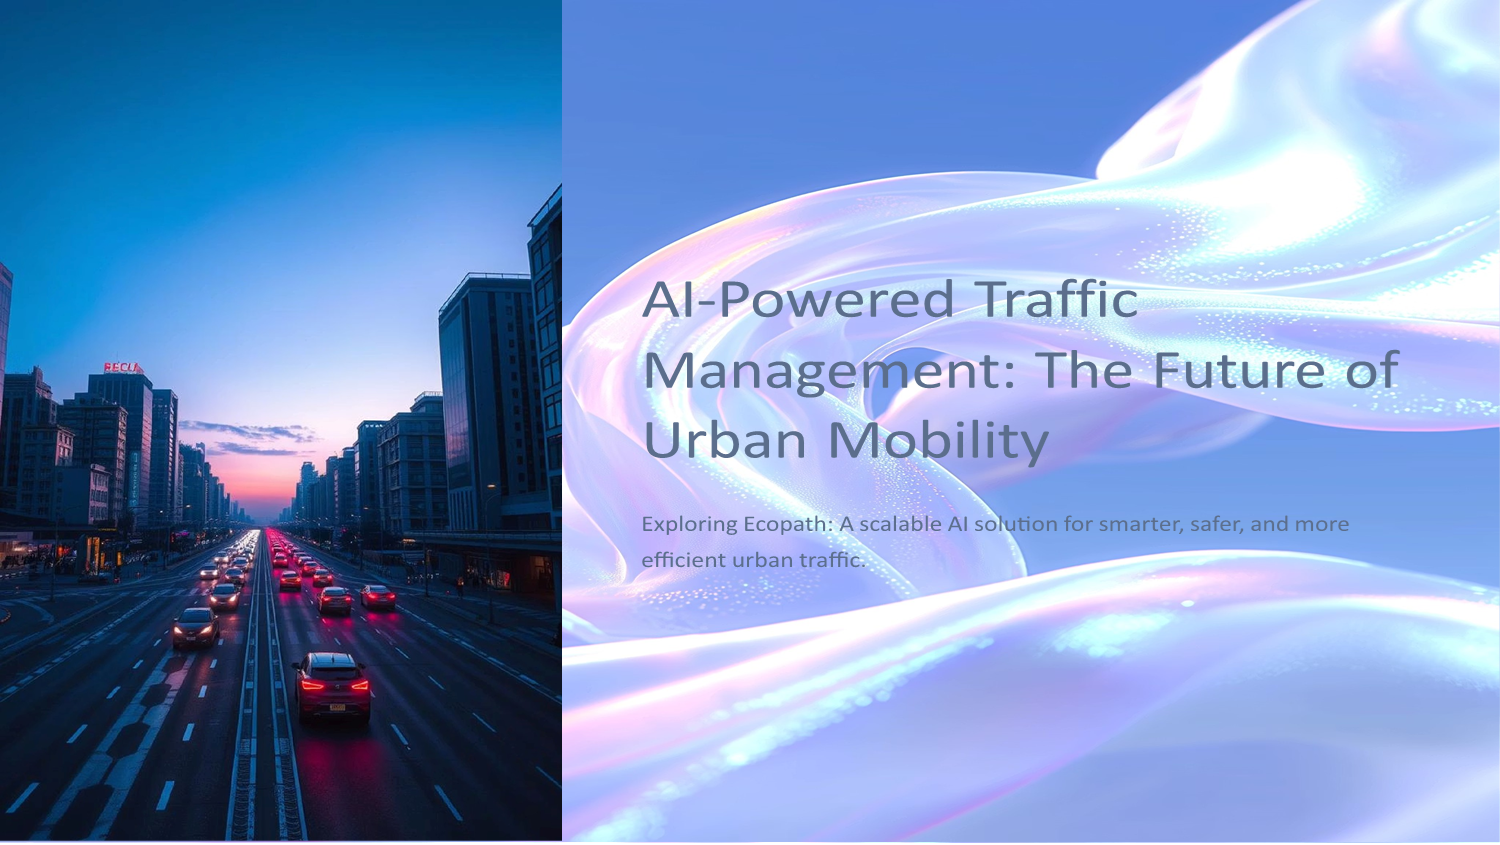 AI-Powered Traffic
Management: The Future of
Urban Mobility
Exploring Ecopath: A scalable AI solution for smarter, safer, and more
efficient urban traffic.